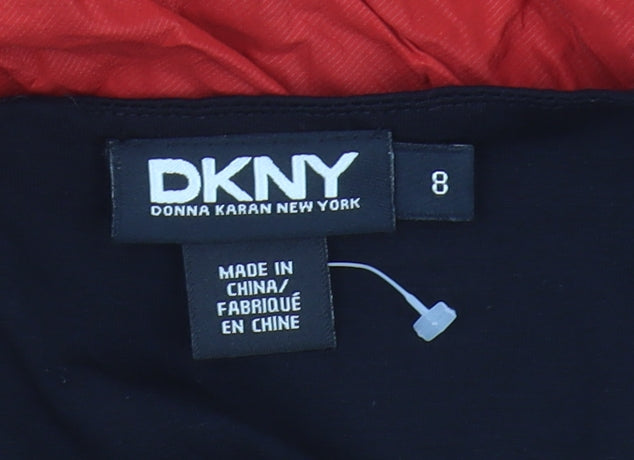 DKNY
DONNA KARAN NEW YORK
8
MADE IN
CHINA/
FABRIQUÉ
EN CHINE